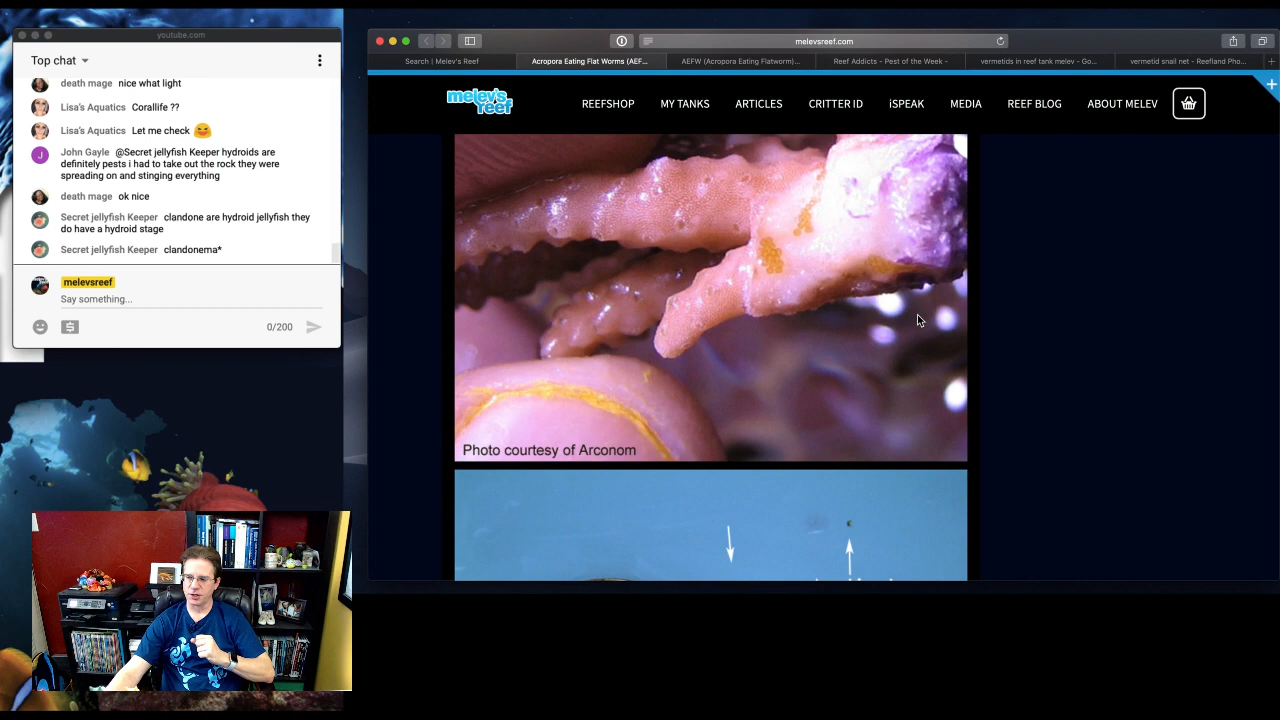 youtube.com
Top chat
death mage nice what light
Lisa's Aquatics Corallife ??
Lisa's Aquatics Let me check
J
John Gayle @Secret jellyfish Keeper hydroids are
definitely pests i had to take out the rock they were
spreading on and stinging everything
death mage ok nice
Secret jellyfish Keeper clandone are hydroid jellyfish they
do have a hydroid stage
Secret jellyfish Keeper clandonema*
melevsreef
Say something...
0/200
melevsreef.com
Search | Melev's Reef
Acropora Eating Flat Worms (AEF...
AEFW (Acropora Eating Flatworm)...
Reef Addicts - Pest of the Week -
vermetids in reef tank melev - Go...
vermetid snail net - Reefland Pho...
melev's
reef
REEFSHOP
MY TANKS
ARTICLES
CRITTER ID
iSPEAK
MEDIA
REEF BLOG
ABOUT MELEV
Photo courtesy of Arconom